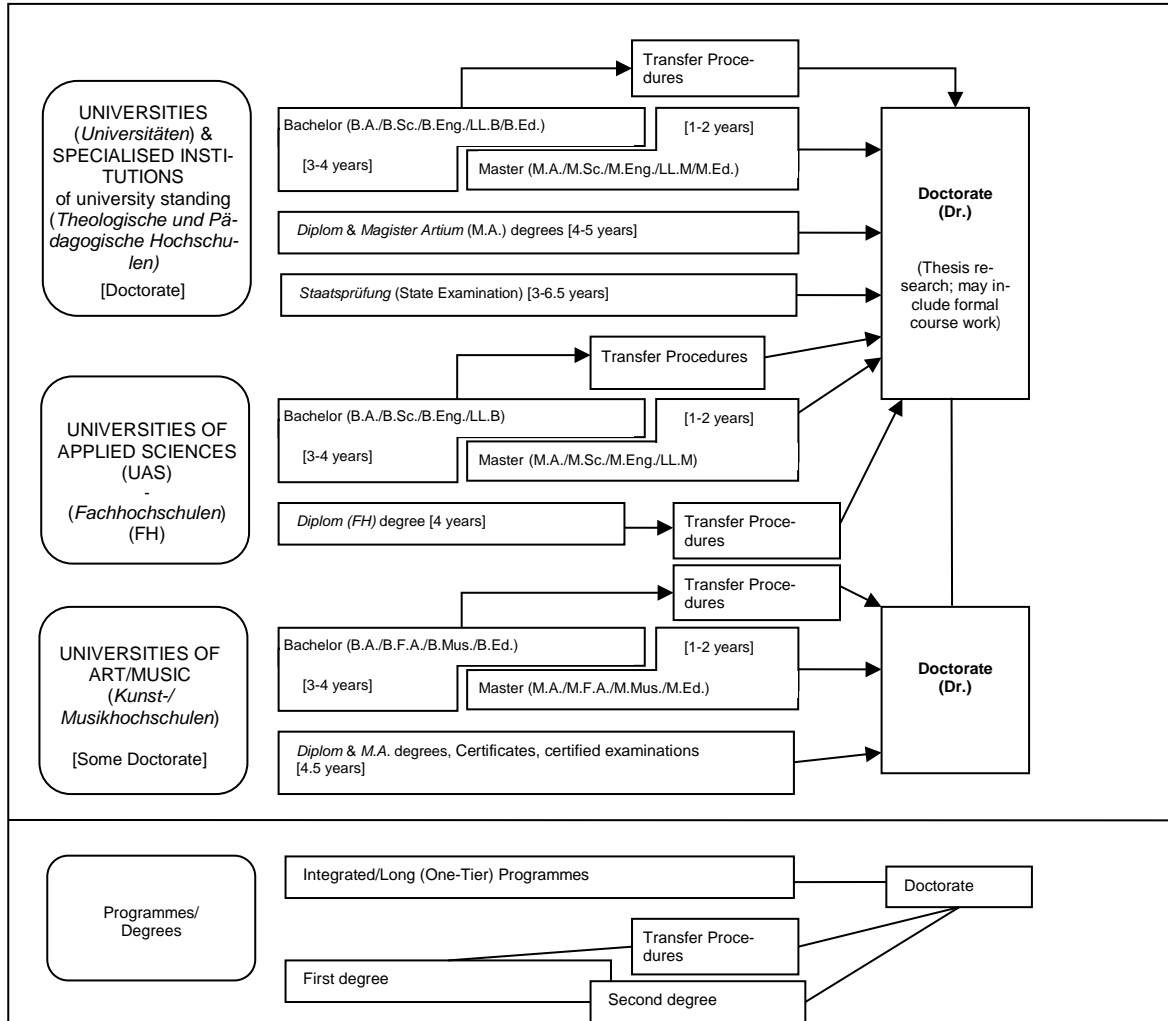 Transfer Proce-
dures
UNIVERSITIES
(Universitäten) &
SPECIALISED INSTI-
TUTIONS
of university standing
(Theologische und Pä-
dagogische Hochschu-
len)
[Doctorate]
Bachelor (B.A./B.Sc./B.Eng./LL.B/B.Ed.)
[3-4 years]
[1-2 years]
Master (M.A./M.Sc./M.Eng./LL.M/M.Ed.)
Diplom & Magister Artium (M.A.) degrees [4-5 years]
Staatsprüfung (State Examination) [3-6.5 years]
Doctorate
(Dr.)
(Thesis re-
search; may in-
clude formal
course work)
Transfer Procedures
UNIVERSITIES OF
APPLIED SCIENCES
(UAS)
-
(Fachhochschulen)
(FH)
Bachelor (B.A./B.Sc./B.Eng./LL.B)
[3-4 years]
[1-2 years]
Master (M.A./M.Sc./M.Eng./LL.M)
Diplom (FH) degree [4 years]
Transfer Proce-
dures
Transfer Proce-
dures
UNIVERSITIES OF
ART/MUSIC
(Kunst-/
Musikhochschulen)
[Some Doctorate]
Bachelor (B.A./B.F.A./B.Mus./B.Ed.)
[3-4 years]
[1-2 years]
Master (M.A./M.F.A./M.Mus./M.Ed.)
Diplom & M.A. degrees, Certificates, certified examinations
[4.5 years]
Doctorate
(Dr.)
Programmes/
Degrees
Integrated/Long (One-Tier) Programmes
Doctorate
Transfer Proce-
dures
First degree
Second degree